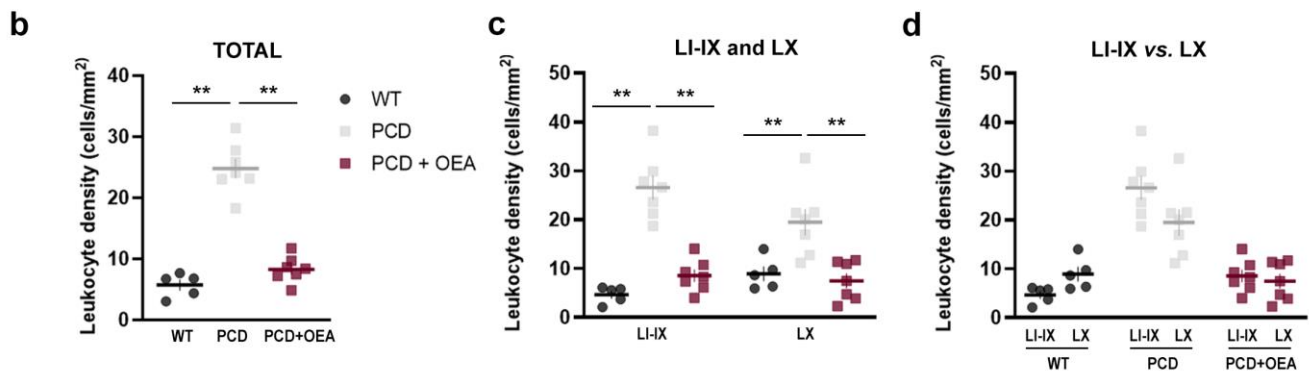 b
TOTAL
Leukocyte density (cells/mm²)
40
30
20
10
0
**
**
WT
PCD
PCD+OEA
WT
PCD
PCD + OEA
c
LI-IX and LX
Leukocyte density (cells/mm²)
50
40
30
20
10
0
**
**
**
**
LI-IX
LX
d
LI-IX vs. LX
Leukocyte density (cells/mm²)
50
40
30
20
10
0
LI-IX LX
LI-IX LX
LI-IX LX
WT
PCD
PCD+OEA